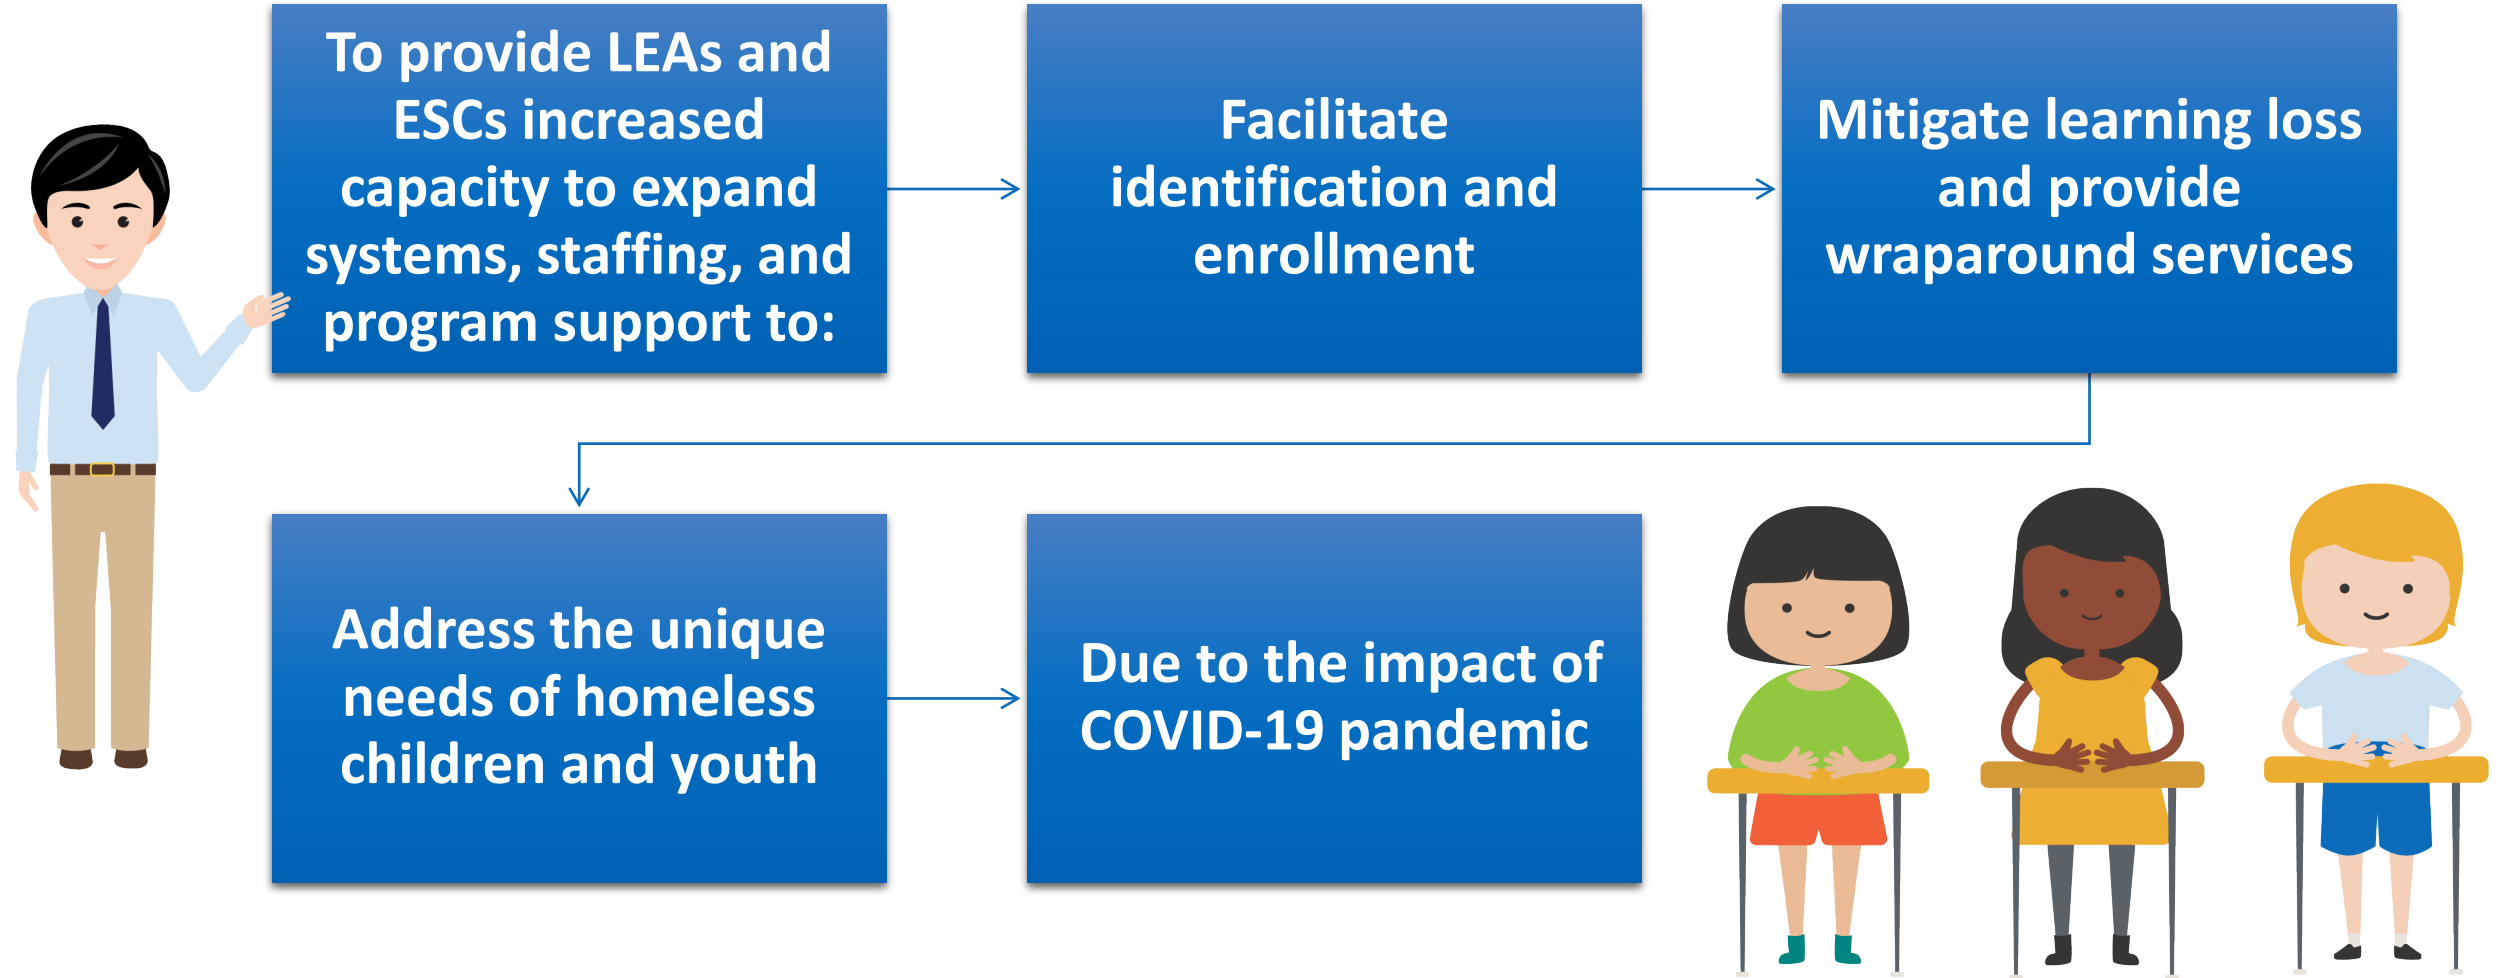 To provide LEAs and
ESCs increased
capacity to expand
systems, staffing, and
program support to:
Facilitate
identification and
enrollment
Mitigate learning loss
and provide
wraparound services
Address the unique
needs of homeless
children and youth
Due to the impact of
COVID-19 pandemic